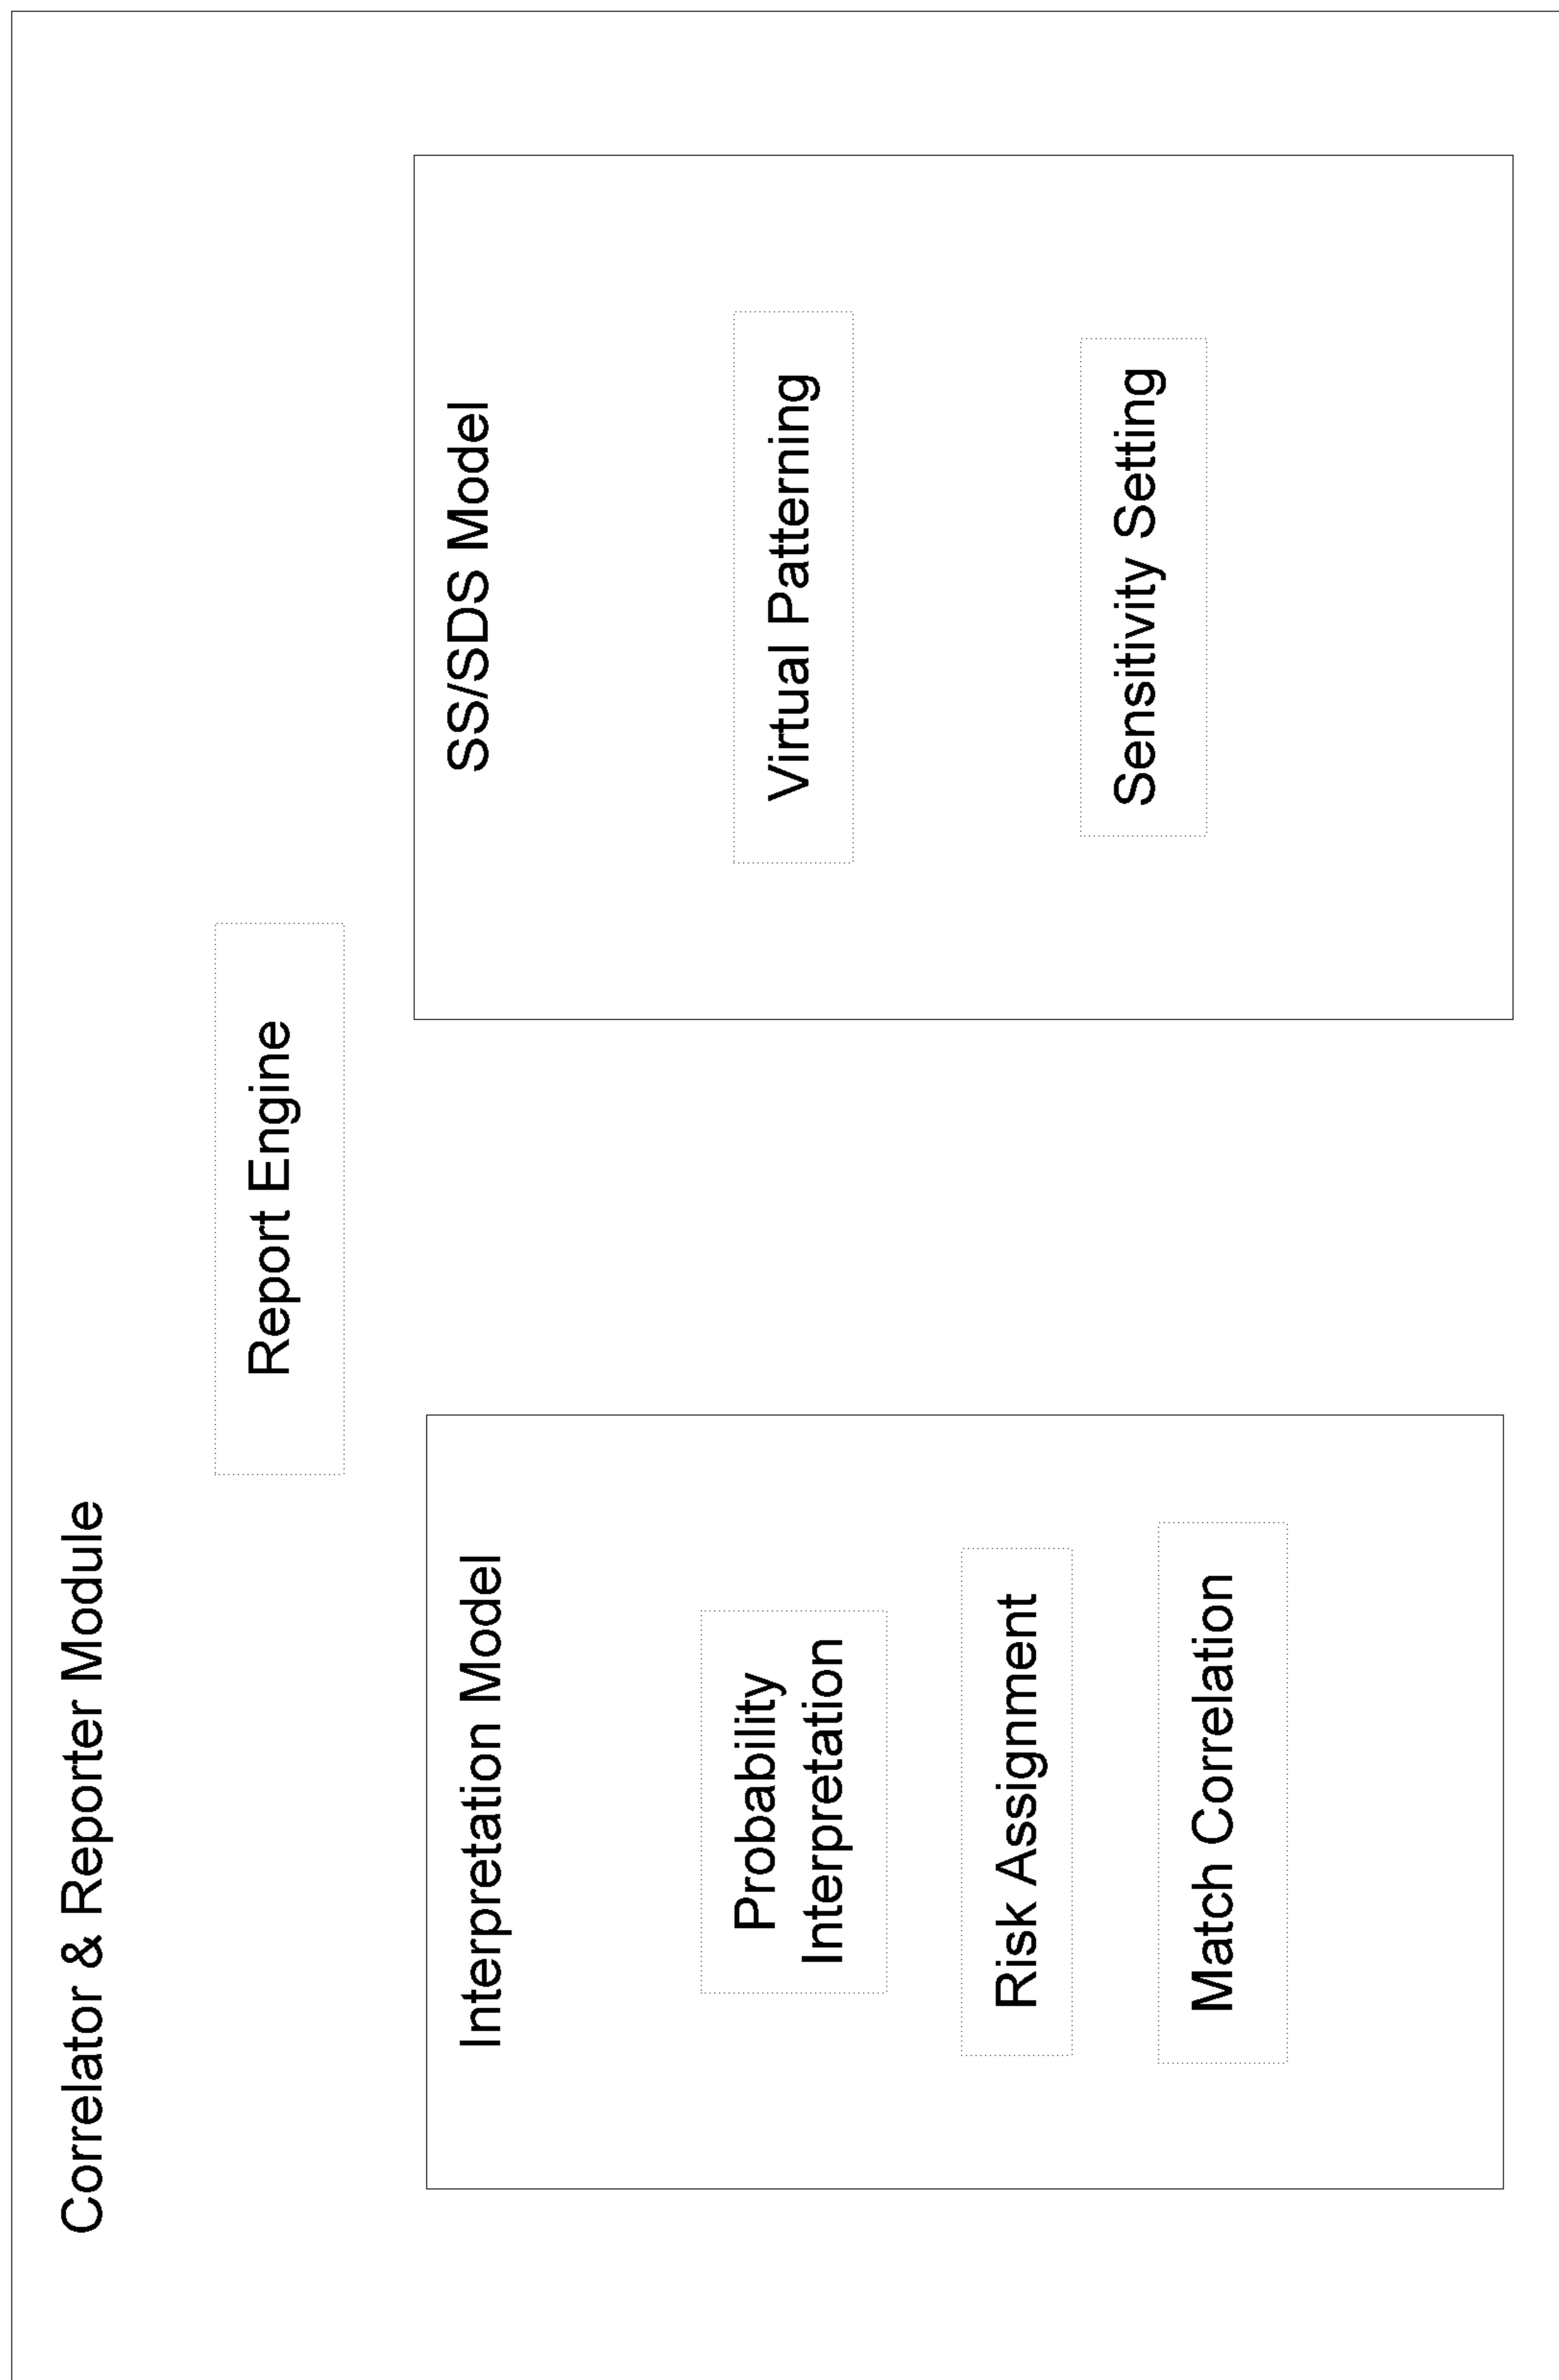 Correlator & Reporter Module
Report Engine
Interpretation Model
Probability
Interpretation
Risk Assignment
Match Correlation
SS/SDS Model
Virtual Patterning
Sensitivity Setting